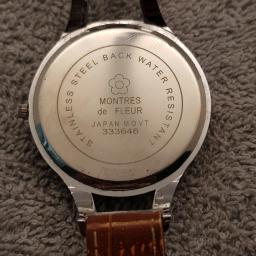 STAINLESS STEEL BACK WATER RESISTANT
MONTRES
de FLEUR
JAPAN MOVT
333646